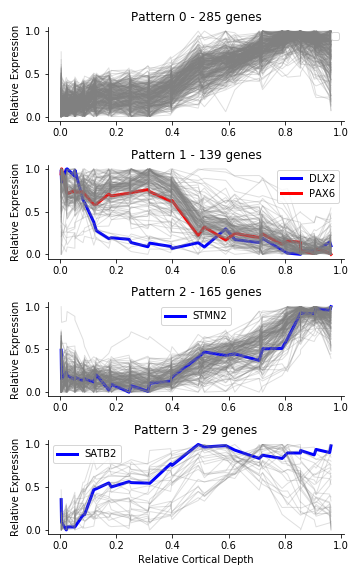 Pattern 0 - 285 genes
Relative Expression
1.0
0.5
0.0
0.0 0.2 0.4 0.6 0.8 1.0
Pattern 1 - 139 genes
Relative Expression
1.0
0.5
0.0
DLX2
PAX6
0.0 0.2 0.4 0.6 0.8 1.0
Pattern 2 - 165 genes
Relative Expression
1.0
0.5
0.0
STMN2
0.0 0.2 0.4 0.6 0.8 1.0
Pattern 3 - 29 genes
Relative Expression
1.0
0.5
0.0
SATB2
0.0 0.2 0.4 0.6 0.8 1.0
Relative Cortical Depth